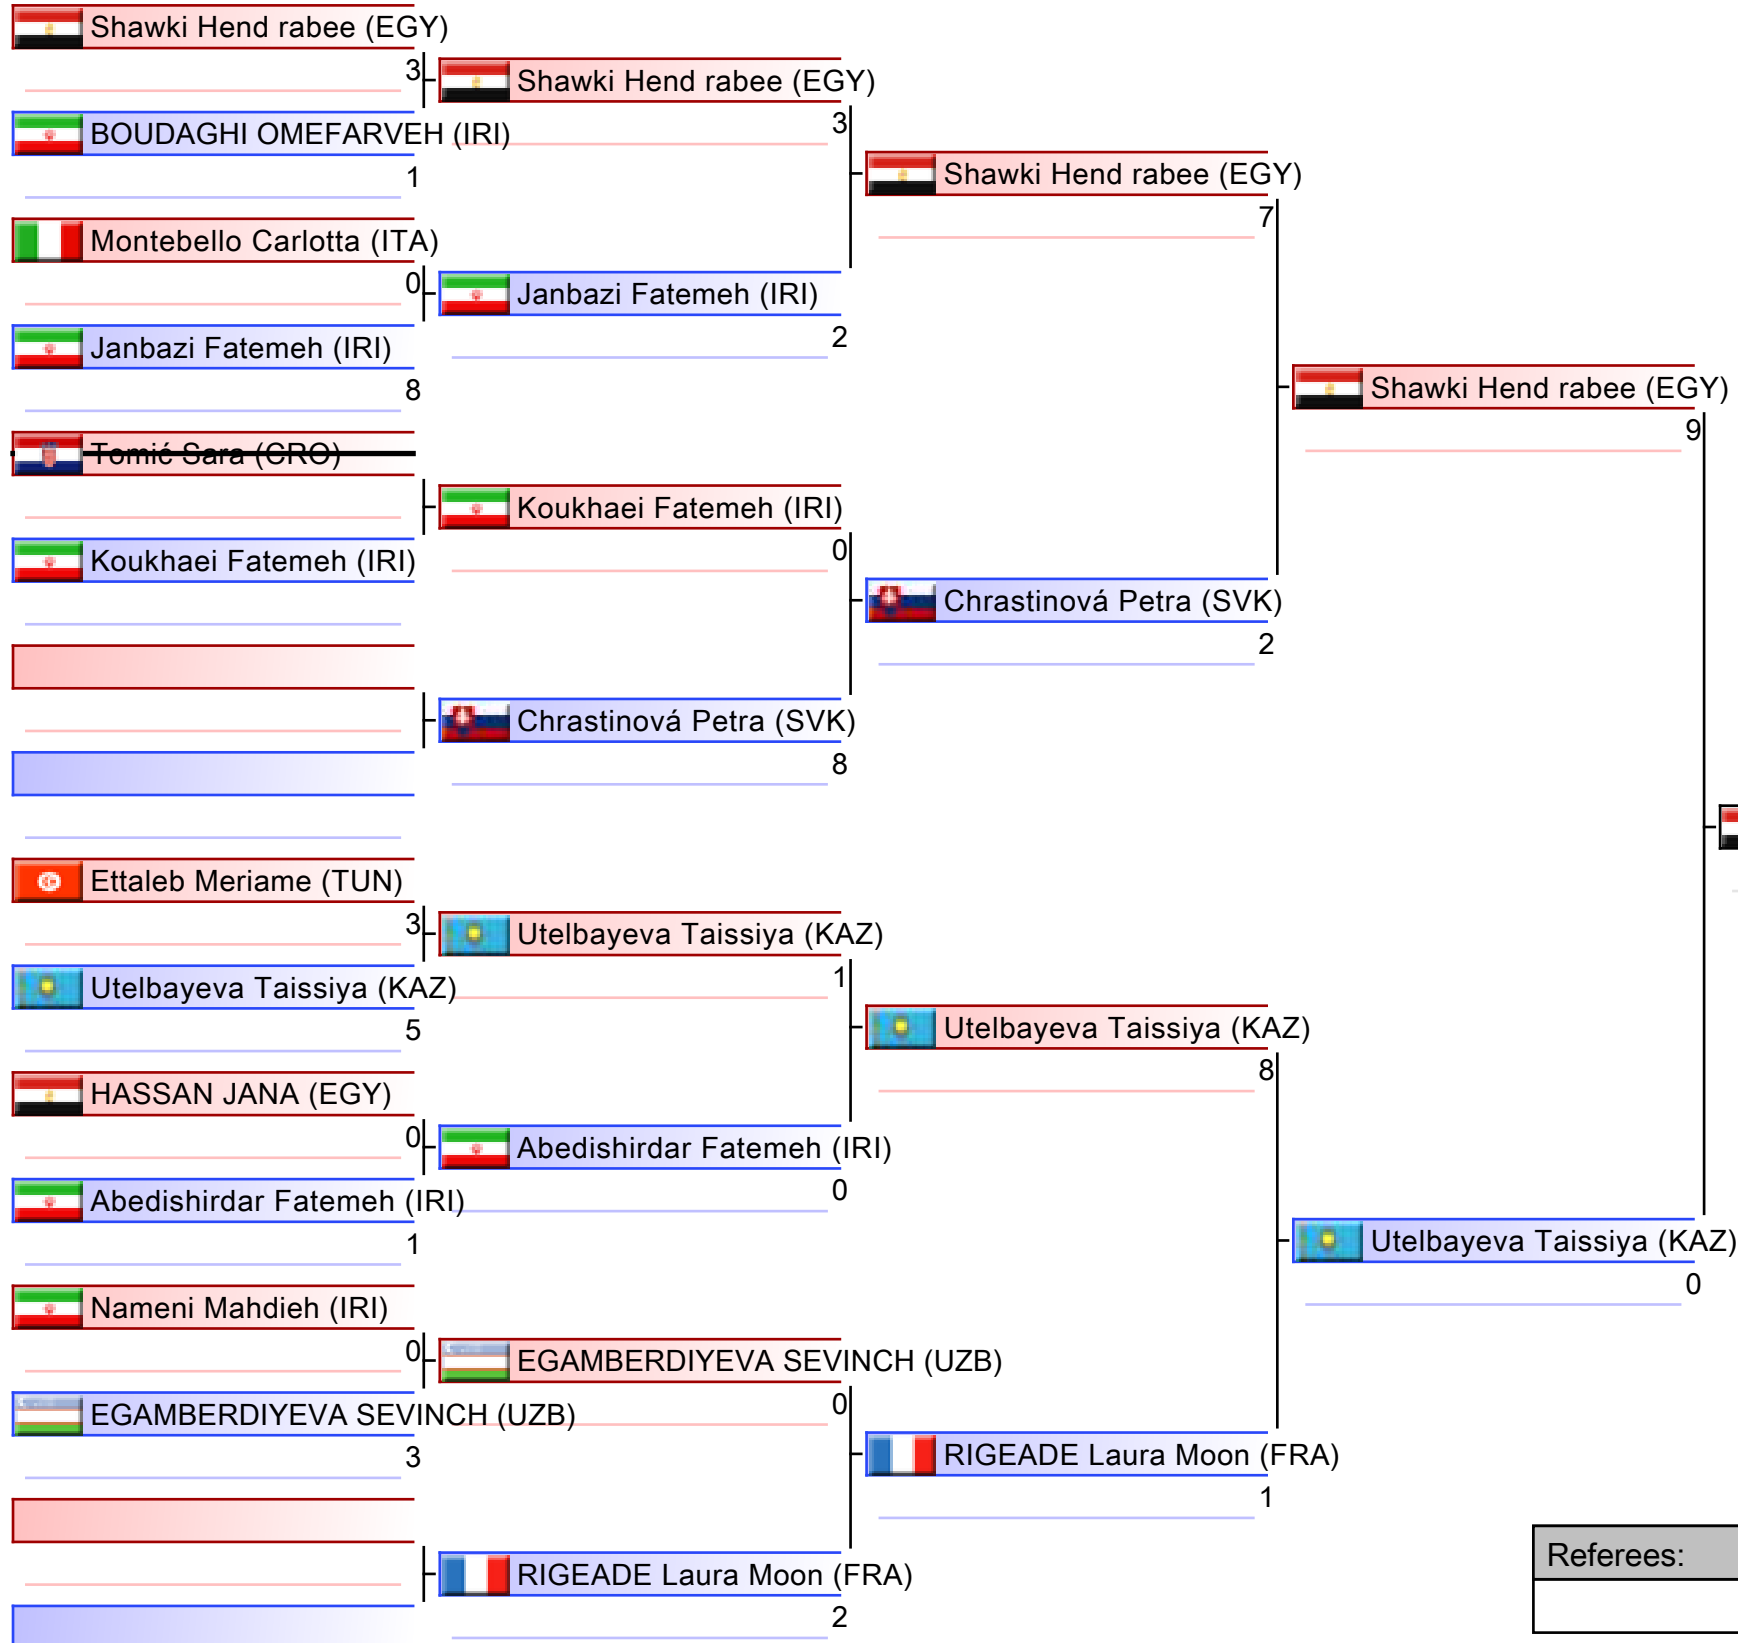 Shawki Hend rabee (EGY)
3
BOUDAGHI OMEFARVEH (IRI)
1
Montebello Carlotta (ITA)
0
Janbazi Fatemeh (IRI)
8
Tomić Sara (CRO)
Koukhaei Fatemeh (IRI)
Ettaleb Meriame (TUN)
3
Utelbayeva Taissiya (KAZ)
5
HASSAN JANA (EGY)
0
Abedishirdar Fatemeh (IRI)
1
Nameni Mahdieh (IRI)
0
EGAMBERDIYEVA SEVINCH (UZB)
3
Shawki Hend rabee (EGY)
3
Janbazi Fatemeh (IRI)
2
Koukhaei Fatemeh (IRI)
0
Chrastinová Petra (SVK)
8
Utelbayeva Taissiya (KAZ)
1
Abedishirdar Fatemeh (IRI)
0
EGAMBERDIYEVA SEVINCH (UZB)
0
RIGEADE Laura Moon (FRA)
2
Shawki Hend rabee (EGY)
7
Chrastinová Petra (SVK)
2
Utelbayeva Taissiya (KAZ)
8
RIGEADE Laura Moon (FRA)
1
Shawki Hend rabee (EGY)
9
Utelbayeva Taissiya (KAZ)
0
Referees: